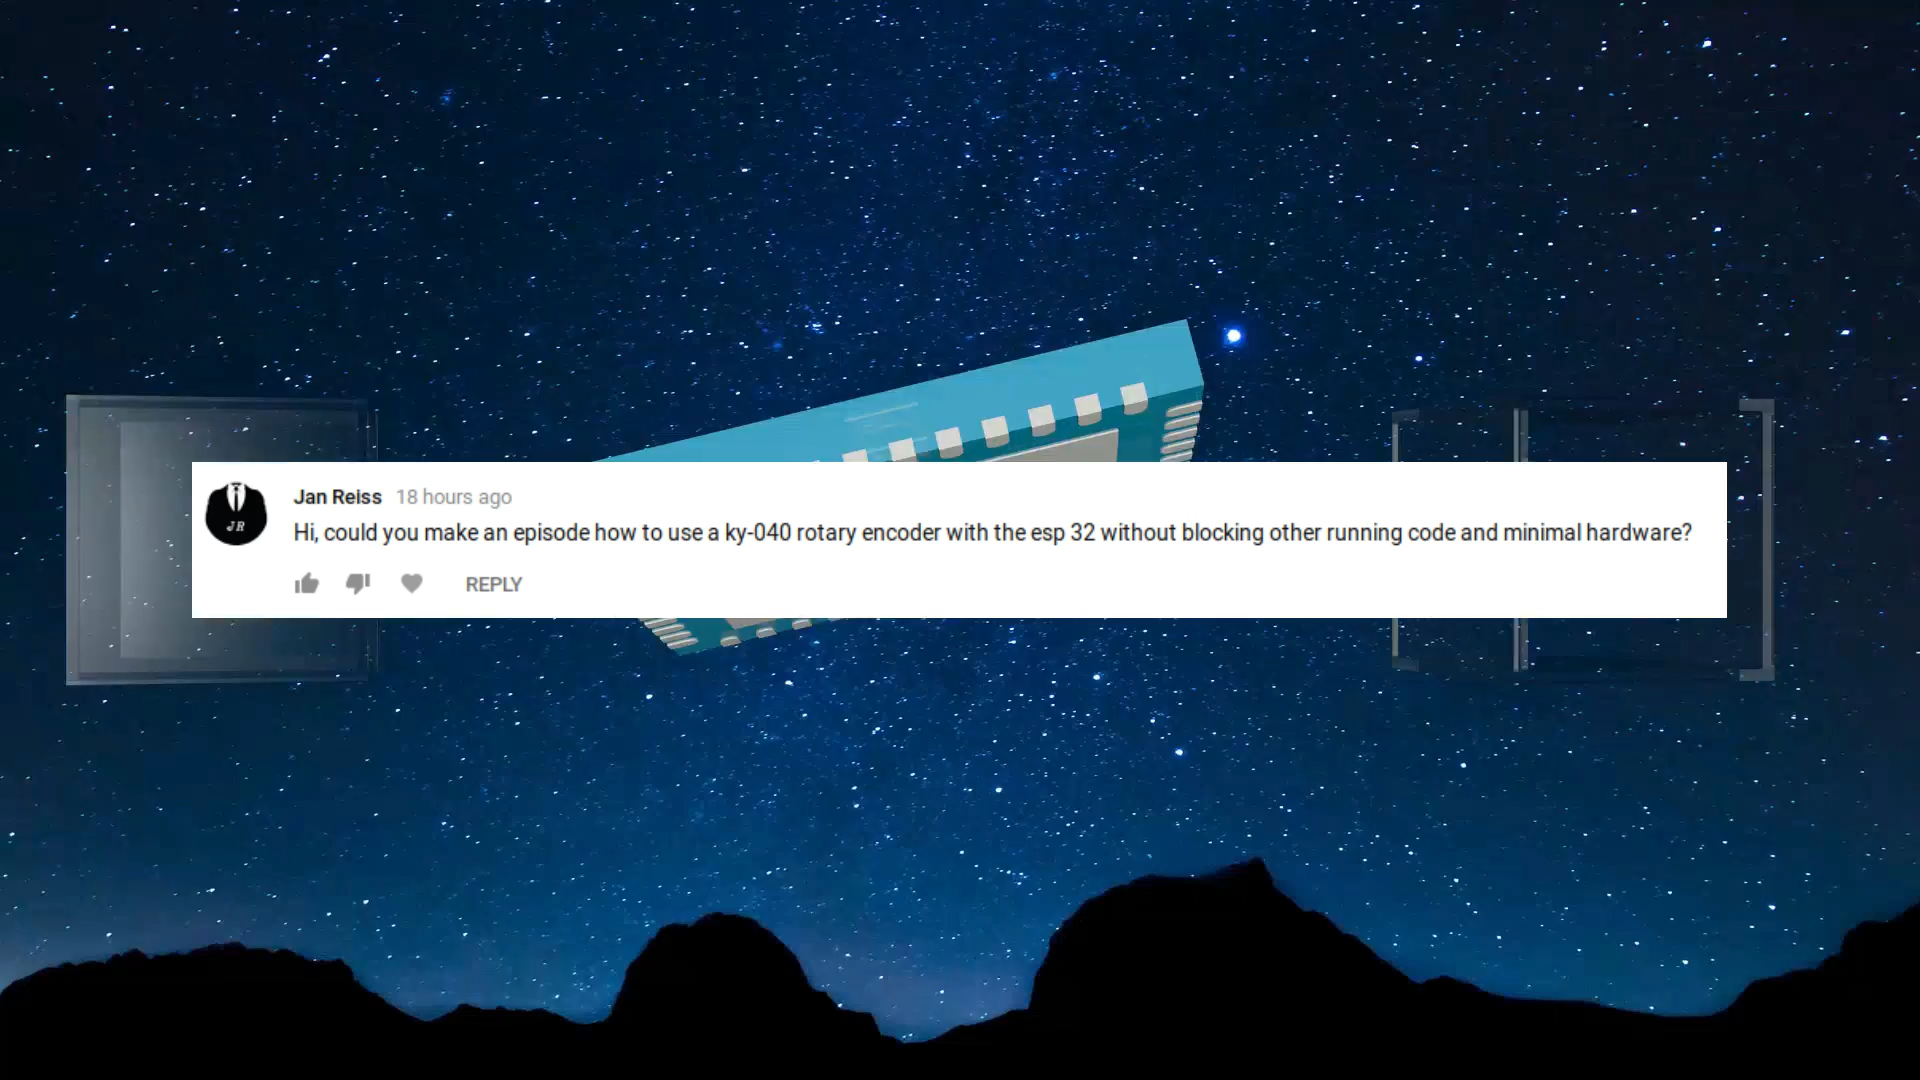 JR
Jan Reiss 18 hours ago
Hi, could you make an episode how to use a ky-040 rotary encoder with the esp 32 without blocking other running code and minimal hardware?
REPLY